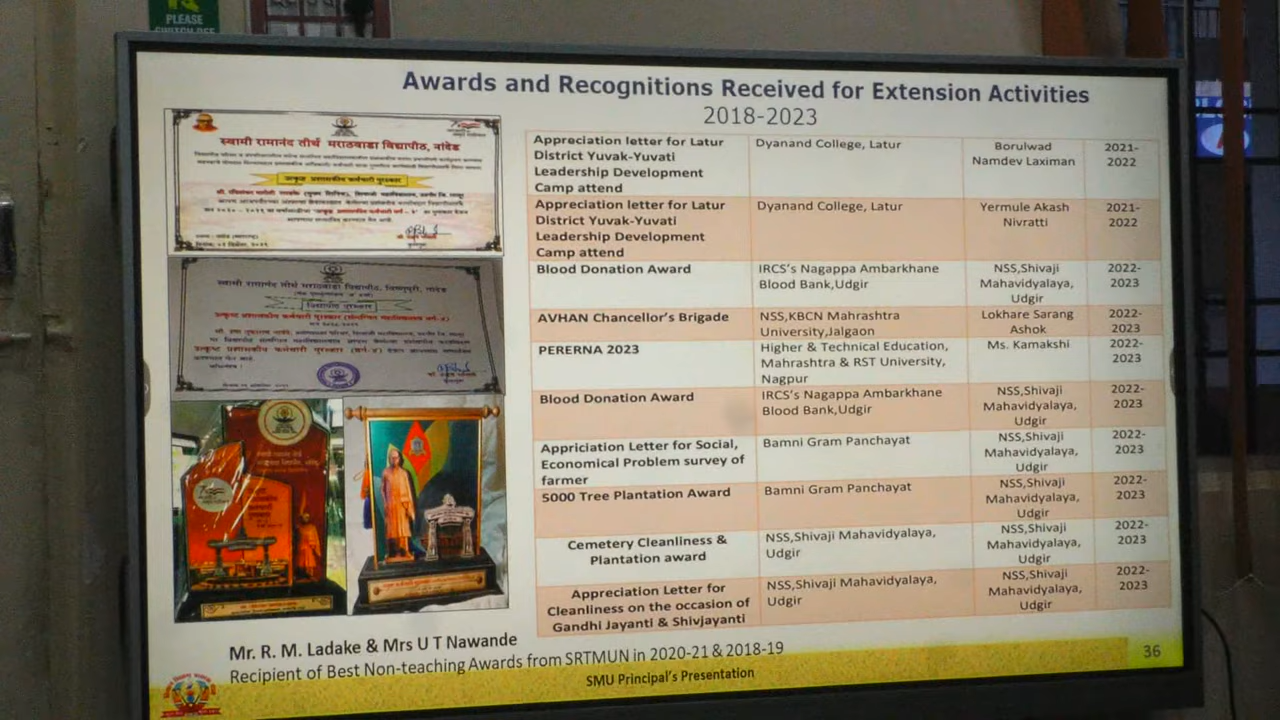 PLEASE
Awards and Recognitions Received for Extension Activities
2018-2023
स्वामी रामानंद तीर्थ मराठवाडा विद्यापीठ, नांदेड
स्वामी रामानंद तीर्थ मराठवाडा विद्यापीठ, विष्णुपुरी, नांदेड
Appreciation letter for Latur
District Yuvak-Yuvati
Leadership Development
Camp attend
Dyanand College, Latur
Borulwad
Namdev Laximan
2021-
2022
Appreciation letter for Latur
District Yuvak-Yuvati
Leadership Development
Camp attend
Dyanand College, Latur
Yermule Akash
Nivratti
2021-
2022
Blood Donation Award
IRCS's Nagappa Ambarkhane
Blood Bank,Udgir
NSS,Shivaji
Mahavidyalaya,
Udgir
2022-
2023
AVHAN Chancellor's Brigade
NSS,KBCN Mahrashtra
University,Jalgaon
Lokhare Sarang
Ashok
2022-
2023
PERERNA 2023
Higher & Technical Education,
Mahrashtra & RST University,
Nagpur
Ms. Kamakshi
2022-
2023
Blood Donation Award
IRCS's Nagappa Ambarkhane
Blood Bank,Udgir
NSS,Shivaji
Mahavidyalaya,
Udgir
2022-
2023
Appriciation Letter for Social,
Economical Problem survey of
farmer
Bamni Gram Panchayat
NSS,Shivaji
Mahavidyalaya,
Udgir
2022-
2023
5000 Tree Plantation Award
Bamni Gram Panchayat
NSS,Shivaji
Mahavidyalaya,
Udgir
2022-
2023
Cemetery Cleanliness &
Plantation award
NSS,Shivaji Mahavidyalaya,
Udgir
NSS,Shivaji
Mahavidyalaya,
Udgir
2022-
2023
Appreciation Letter for
Cleanliness on the occasion of
Gandhi Jayanti & Shivjayanti
NSS,Shivaji Mahavidyalaya,
Udgir
NSS,Shivaji
Mahavidyalaya,
Udgir
2022-
2023
Mr. R. M. Ladake & Mrs U T Nawande
Recipient of Best Non-teaching Awards from SRTMUN in 2020-21 & 2018-19
SMU Principal's Presentation
36